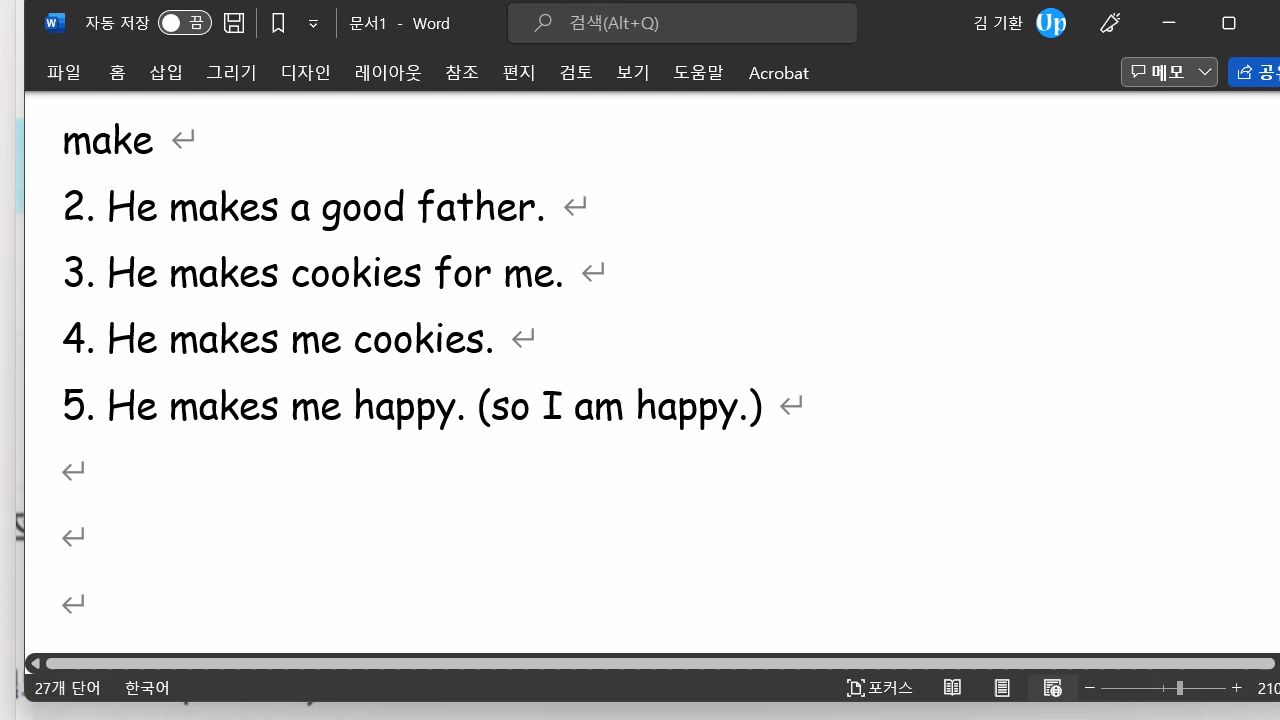 자동 저장 끔 문서1 - Word 검색(Alt+Q) 김 기환 Up
파일 홈 삽입 그리기 디자인 레이아웃 참조 편지 검토 보기 도움말 Acrobat 메모
make
2. He makes a good father.
3. He makes cookies for me.
4. He makes me cookies.
5. He makes me happy. (so I am happy.)
27개 단어 한국어 포커스 210